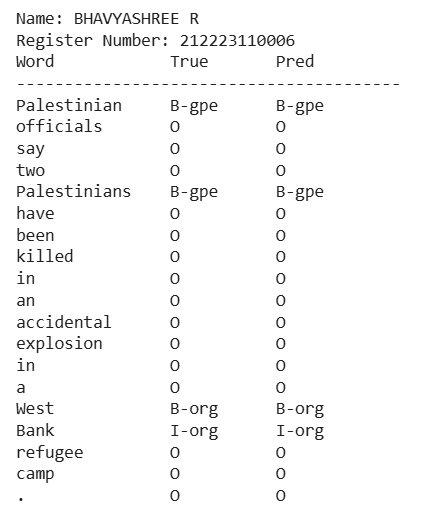 Name: BHAVYASHREE R
Register Number: 212223110006
Word True Pred
----------------------------------------
Palestinian B-gpe B-gpe
officials O O
say O O
two O O
Palestinians B-gpe B-gpe
have O O
been O O
killed O O
in O O
an O O
accidental O O
explosion O O
in O O
a O O
West B-org B-org
Bank I-org I-org
refugee O O
camp O O
. O O